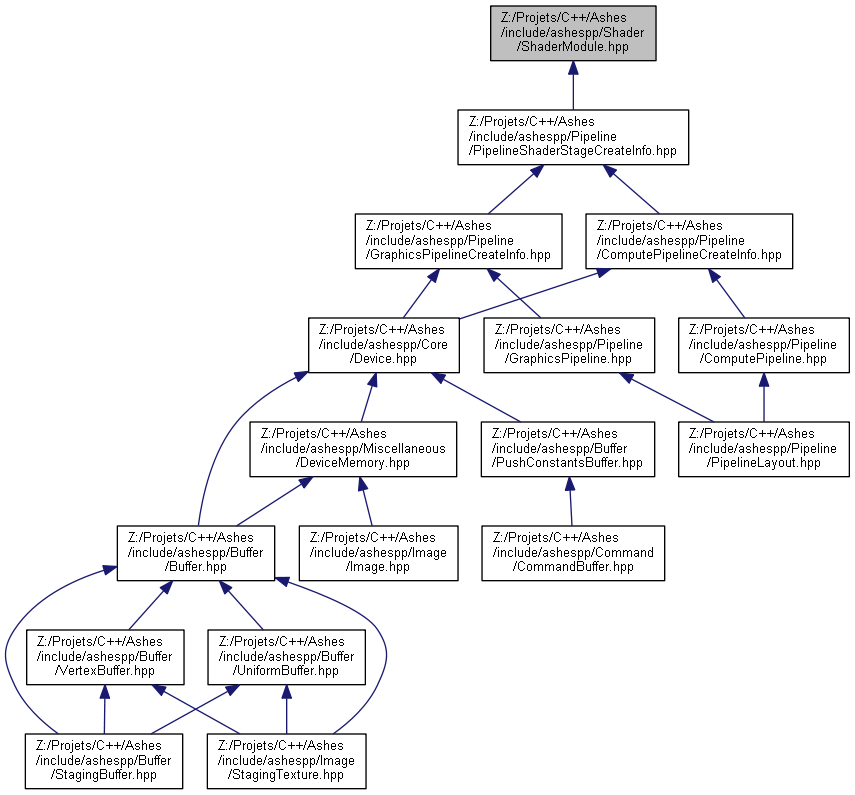 Z:/Projets/C++/Ashes
/include/ashespp/Shader
/ShaderModule.hpp
Z:/Projets/C++/Ashes
/include/ashespp/Pipeline
/PipelineShaderStageCreateInfo.hpp
Z:/Projets/C++/Ashes
/include/ashespp/Pipeline
/GraphicsPipelineCreateInfo.hpp
Z:/Projets/C++/Ashes
/include/ashespp/Pipeline
/ComputePipelineCreateInfo.hpp
Z:/Projets/C++/Ashes
/include/ashespp/Core
/Device.hpp
Z:/Projets/C++/Ashes
/include/ashespp/Pipeline
/GraphicsPipeline.hpp
Z:/Projets/C++/Ashes
/include/ashespp/Pipeline
/ComputePipeline.hpp
Z:/Projets/C++/Ashes
/include/ashespp/Miscellaneous
/DeviceMemory.hpp
Z:/Projets/C++/Ashes
/include/ashespp/Buffer
/PushConstantsBuffer.hpp
Z:/Projets/C++/Ashes
/include/ashespp/Pipeline
/PipelineLayout.hpp
Z:/Projets/C++/Ashes
/include/ashespp/Buffer
/Buffer.hpp
Z:/Projets/C++/Ashes
/include/ashespp/Image
/Image.hpp
Z:/Projets/C++/Ashes
/include/ashespp/Command
/CommandBuffer.hpp
Z:/Projets/C++/Ashes
/include/ashespp/Buffer
/VertexBuffer.hpp
Z:/Projets/C++/Ashes
/include/ashespp/Buffer
/UniformBuffer.hpp
Z:/Projets/C++/Ashes
/include/ashespp/Buffer
/StagingBuffer.hpp
Z:/Projets/C++/Ashes
/include/ashespp/Image
/StagingTexture.hpp